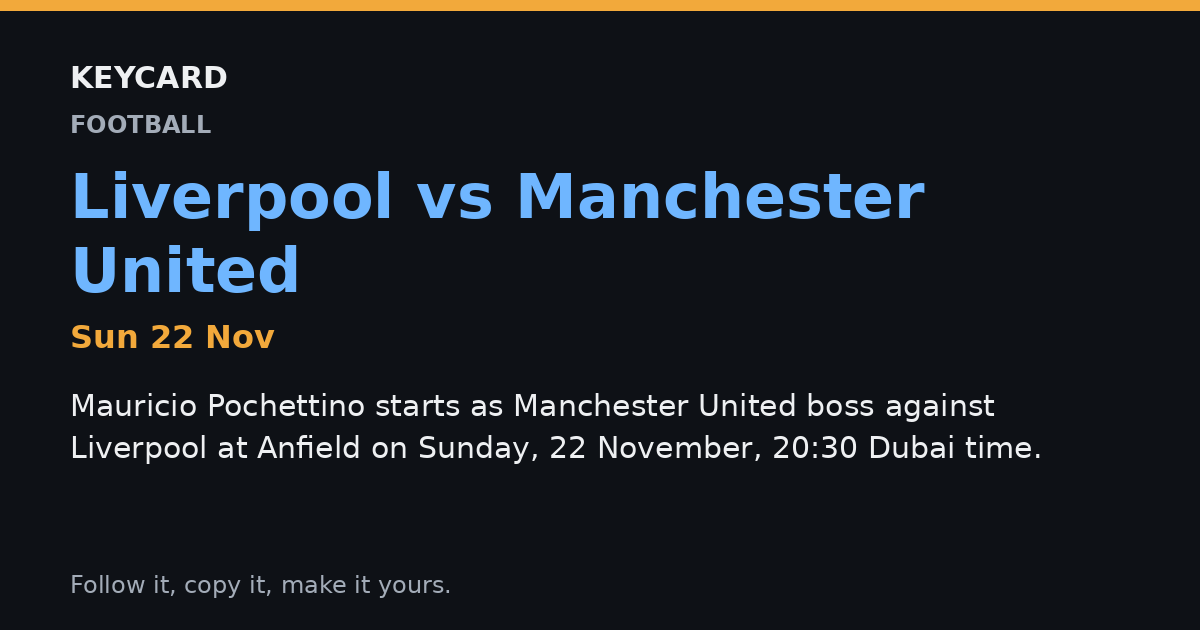 KEYCARD
FOOTBALL
Liverpool vs Manchester
United
Sun 22 Nov
Mauricio Pochettino starts as Manchester United boss against
Liverpool at Anfield on Sunday, 22 November, 20:30 Dubai time.
Follow it, copy it, make it yours.